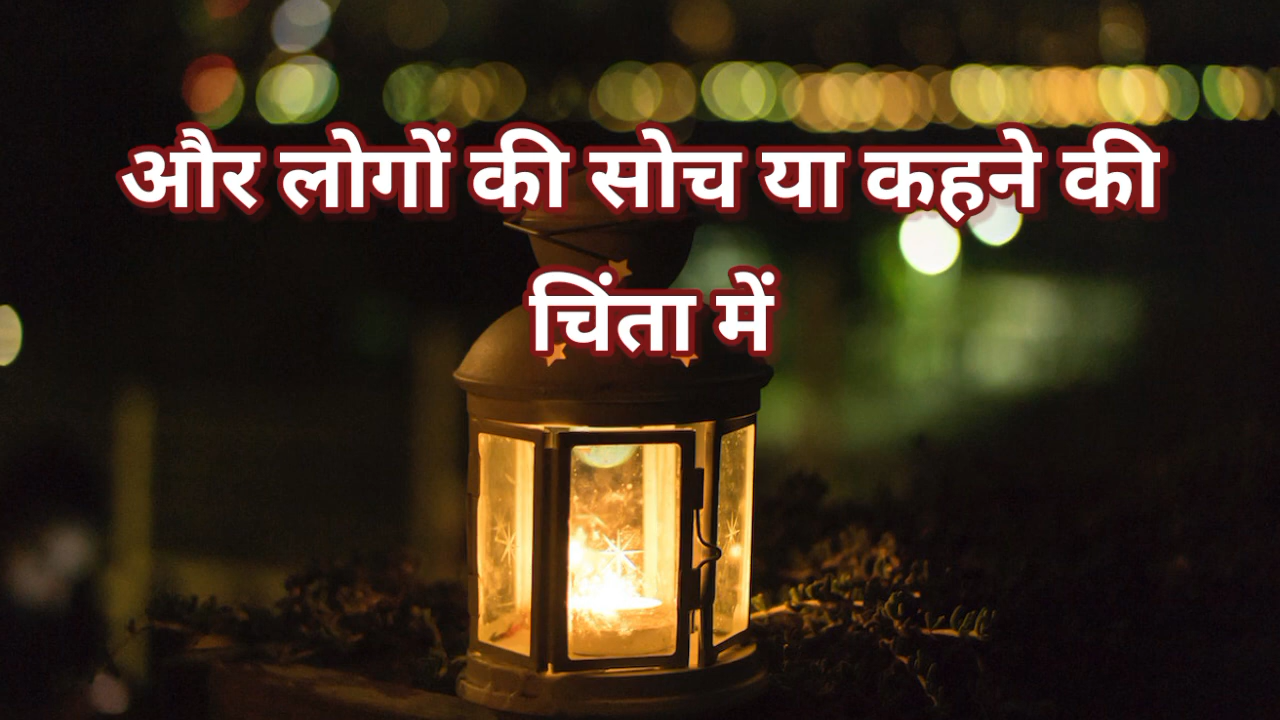 और लोगों की सोच या कहने की
चिंता में